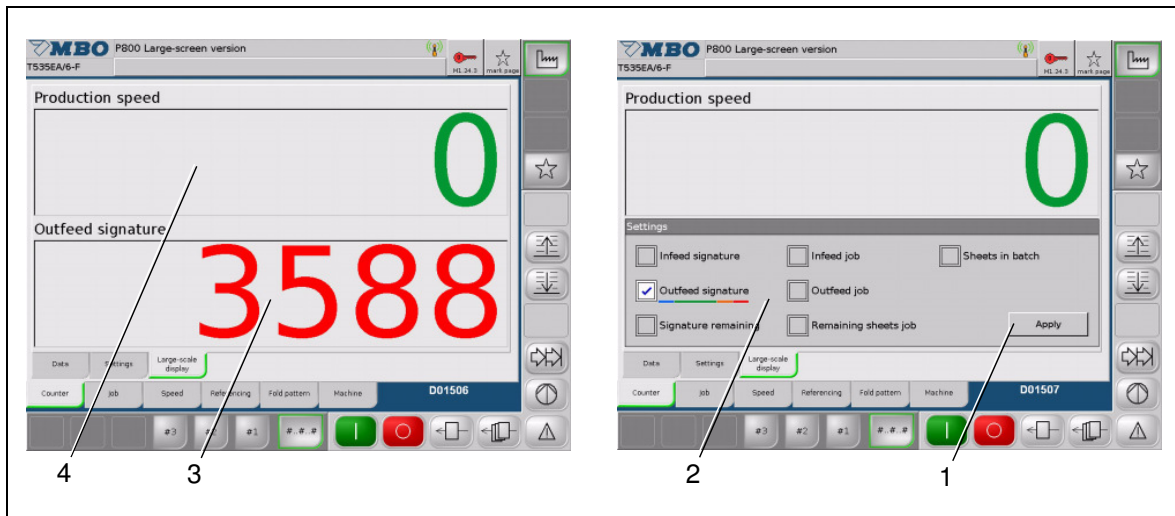 MBO P800 Large-screen version
T535EA/6-F
H1.24.3 mark page
Production speed
0
Outfeed signature
3588
Data Settings Large-scale display
Counter Job Speed Referencing Fold pattern Machine D01506
#3 #2 #1 #..#..#
4 3
MBO P800 Large-screen version
T535EA/6-F
H1.24.3 mark page
Production speed
0
Settings
Infeed signature Infeed job Sheets in batch
Outfeed signature Outfeed job
Signature remaining Remaining sheets job Apply
Data Settings Large-scale display
Counter Job Speed Referencing Fold pattern Machine D01507
#3 #2 #1 #..#..#
2 1